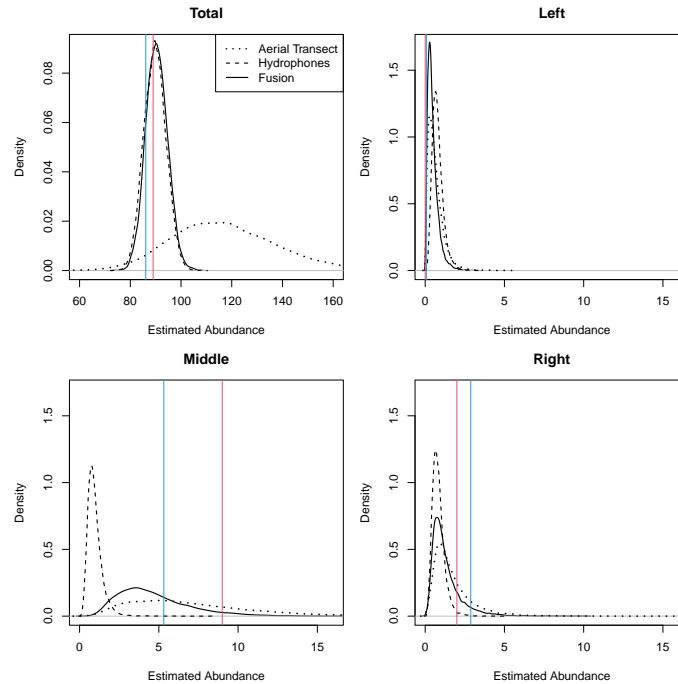 Total
Density
0.00 0.02 0.04 0.06 0.08
60 80 100 120 140 160
Estimated Abundance
Aerial Transect
Hydrophones
Fusion
Left
Density
0.0 0.5 1.0 1.5
0 5 10 15
Estimated Abundance
Middle
Density
0.0 0.5 1.0 1.5
0 5 10 15
Estimated Abundance
Right
Density
0.0 0.5 1.0 1.5
0 5 10 15
Estimated Abundance